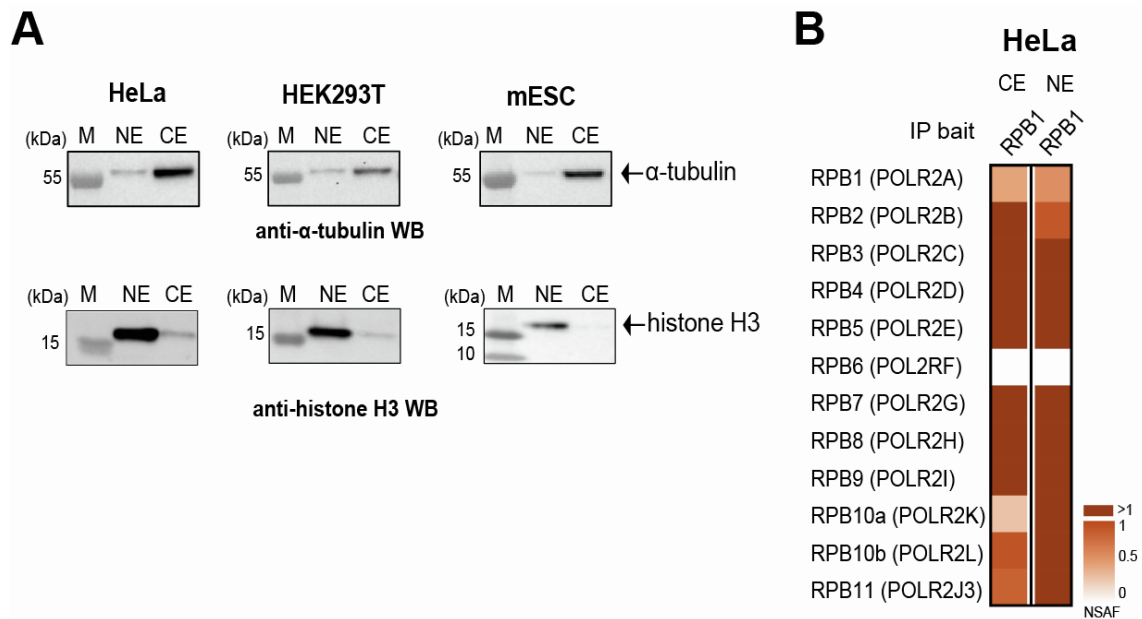 A
HeLa
HEK293T
mESC
(kDa) M NE CE
(kDa) M NE CE
(kDa) M NE CE
55
55
55
α-tubulin
anti-α-tubulin WB
(kDa) M NE CE
(kDa) M NE CE
(kDa) M NE CE
15
15
15
10
histone H3
anti-histone H3 WB
B
HeLa
CE NE
IP bait RPB1 RPB1
RPB1 (POLR2A)
RPB2 (POLR2B)
RPB3 (POLR2C)
RPB4 (POLR2D)
RPB5 (POLR2E)
RPB6 (POL2RF)
RPB7 (POLR2G)
RPB8 (POLR2H)
RPB9 (POLR2I)
RPB10a (POLR2K)
RPB10b (POLR2L)
RPB11 (POLR2J3)
>1
1
0.5
0
NSAF